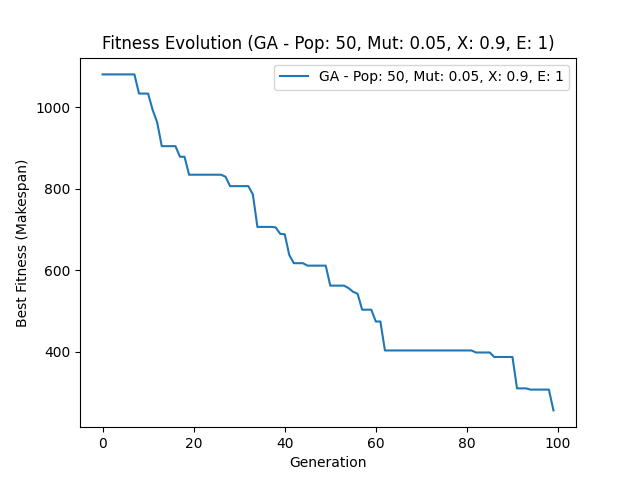 Fitness Evolution (GA - Pop: 50, Mut: 0.05, X: 0.9, E: 1)
GA - Pop: 50, Mut: 0.05, X: 0.9, E: 1
Best Fitness (Makespan)
1000
800
600
400
0 20 40 60 80 100
Generation